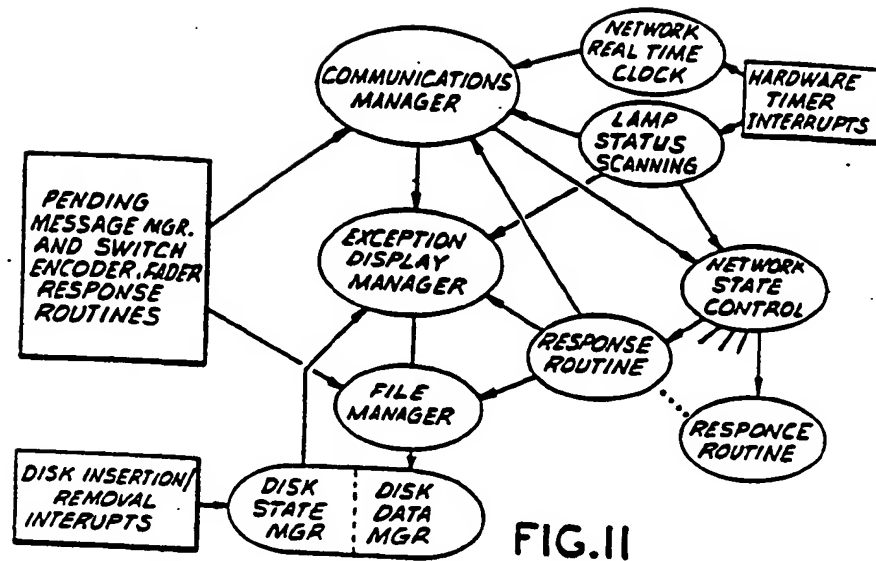 NETWORK
REAL TIME
CLOCK
COMMUNICATIONS
MANAGER
HARDWARE
TIMER
INTERRUPTS
LAMP
STATUS
SCANNING
PENDING
MESSAGE MGR.
AND SWITCH
ENCODER, FADER
RESPONSE
ROUTINES
EXCEPTION
DISPLAY
MANAGER
NETWORK
STATE
CONTROL
RESPONSE
ROUTINE
FILE
MANAGER
RESPONCE
ROUTINE
DISK INSERTION/
REMOVAL
INTERUPTS
DISK
STATE
MGR
DISK
DATA
MGR
FIG.11